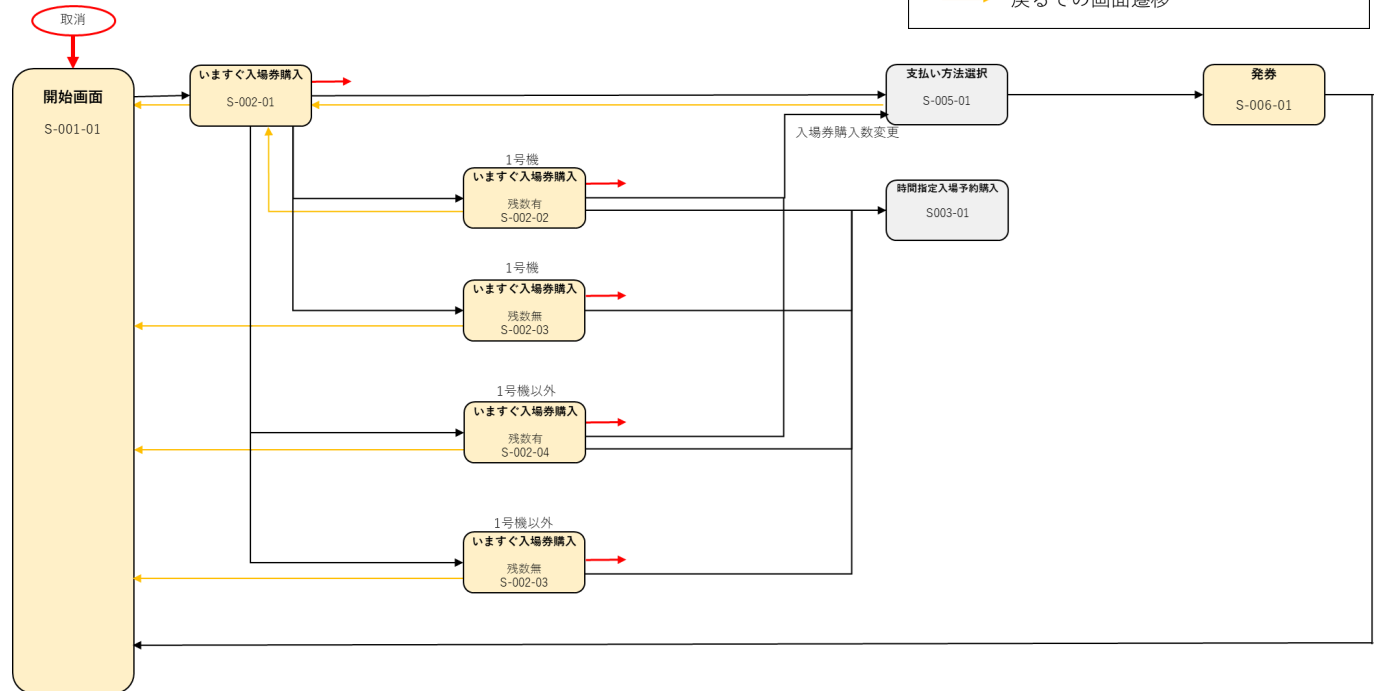 戻るでの画面遷移
取消
開始画面
S-001-01
いますぐ入場券購入
S-002-01
支払い方法選択
S-005-01
発券
S-006-01
入場券購入数変更
1号機
いますぐ入場券購入
残数有
S-002-02
時間指定入場予約購入
S003-01
1号機
いますぐ入場券購入
残数無
S-002-03
1号機以外
いますぐ入場券購入
残数有
S-002-04
1号機以外
いますぐ入場券購入
残数無
S-002-03